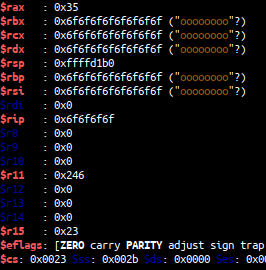 $rax : 0x35
$rbx : 0x6f6f6f6f6f6f6f6f ("oooooooo"?)
$rcx : 0x6f6f6f6f6f6f6f6f ("oooooooo"?)
$rdx : 0x6f6f6f6f6f6f6f6f ("oooooooo"?)
$rsp : 0xffffd1b0
$rbp : 0x6f6f6f6f6f6f6f6f ("oooooooo"?)
$rsi : 0x6f6f6f6f6f6f6f6f ("oooooooo"?)
$rdi : 0x0
$rip : 0x6f6f6f6f
$r8 : 0x0
$r9 : 0x0
$r10 : 0x0
$r11 : 0x246
$r12 : 0x0
$r13 : 0x0
$r14 : 0x0
$r15 : 0x23
$eflags: [ZERO carry PARITY adjust sign trap
$cs: 0x0023 $ss: 0x002b $ds: 0x0000 $es: 0x0